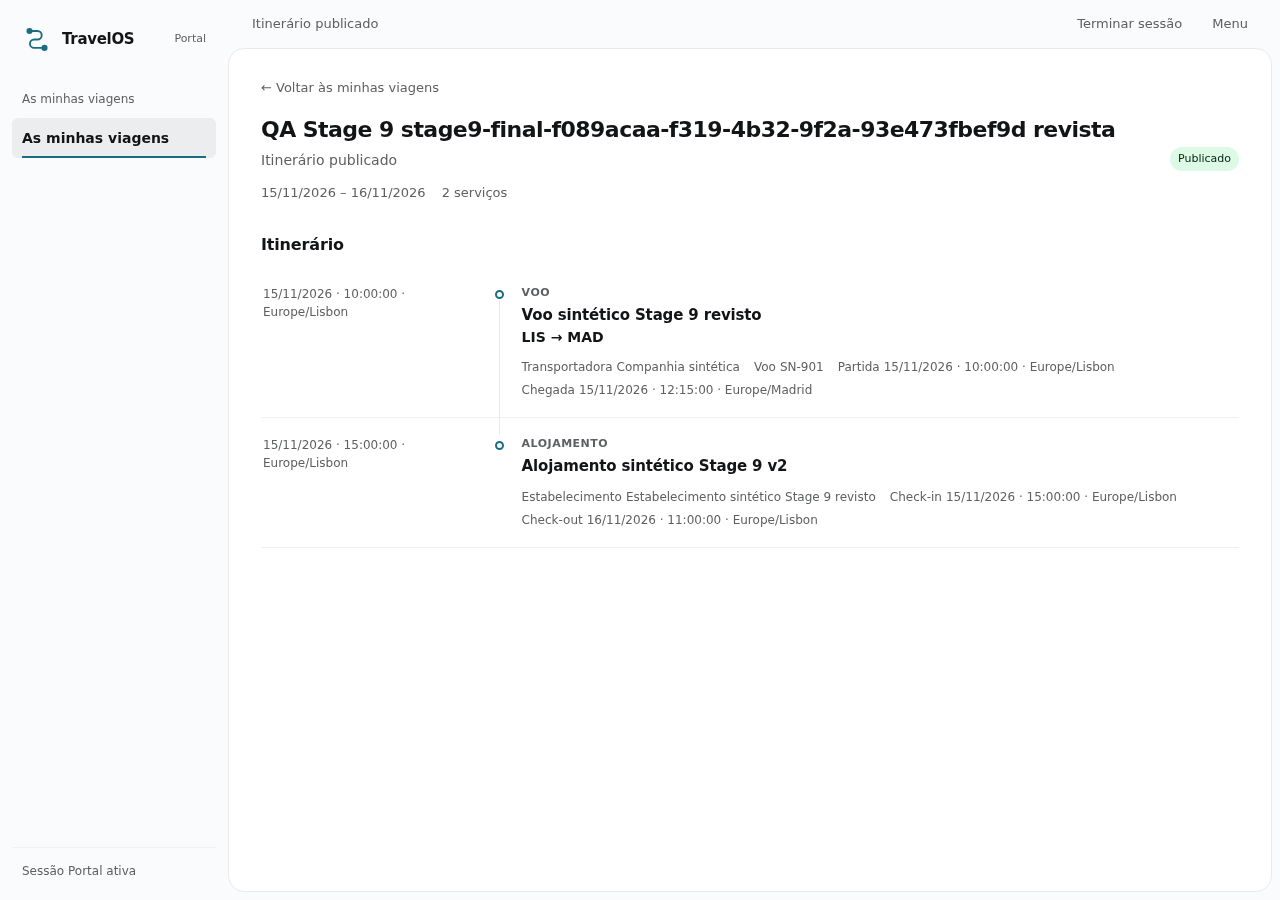 TravelOS
Portal
As minhas viagens
As minhas viagens
Sessão Portal ativa
Itinerário publicado
Terminar sessão
Menu
← Voltar às minhas viagens
QA Stage 9 stage9-final-f089acaa-f319-4b32-9f2a-93e473fbef9d revista
Itinerário publicado
Publicado
15/11/2026 – 16/11/2026 2 serviços
Itinerário
15/11/2026 · 10:00:00 ·
Europe/Lisbon
VOO
Voo sintético Stage 9 revisto
LIS → MAD
Transportadora Companhia sintética Voo SN-901 Partida 15/11/2026 · 10:00:00 · Europe/Lisbon
Chegada 15/11/2026 · 12:15:00 · Europe/Madrid
15/11/2026 · 15:00:00 ·
Europe/Lisbon
ALOJAMENTO
Alojamento sintético Stage 9 v2
Estabelecimento Estabelecimento sintético Stage 9 revisto Check-in 15/11/2026 · 15:00:00 · Europe/Lisbon
Check-out 16/11/2026 · 11:00:00 · Europe/Lisbon